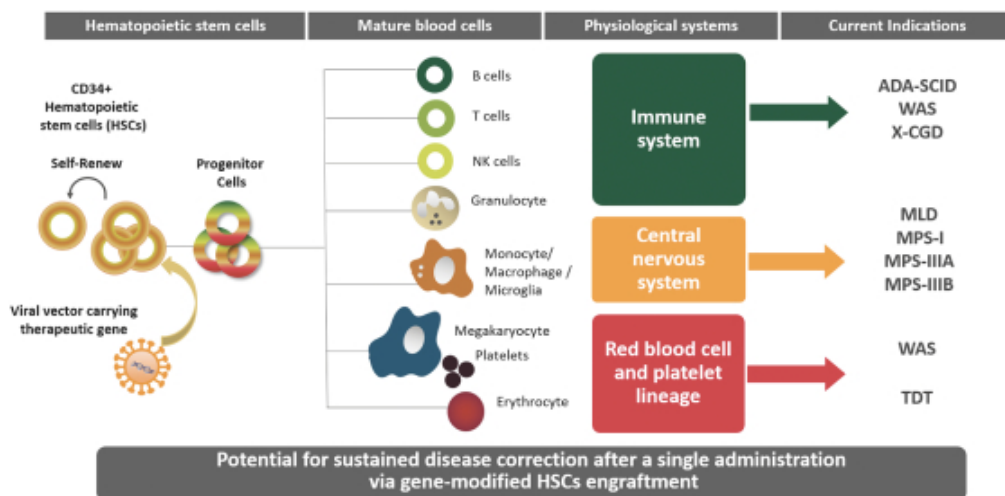 Hematopoietic stem cells
Mature blood cells
Physiological systems
Current Indications
CD34+
Hematopoietic
stem cells (HSCs)
Self-Renew
Progenitor
Cells
Viral vector carrying
therapeutic gene
B cells
T cells
NK cells
Granulocyte
Monocyte/
Macrophage /
Microglia
Megakaryocyte
Platelets
Erythrocyte
Immune
system
Central
nervous
system
Red blood cell
and platelet
lineage
ADA-SCID
WAS
X-CGD
MLD
MPS-I
MPS-IIIA
MPS-IIIB
WAS
TDT
Potential for sustained disease correction after a single administration
via gene-modified HSCs engraftment